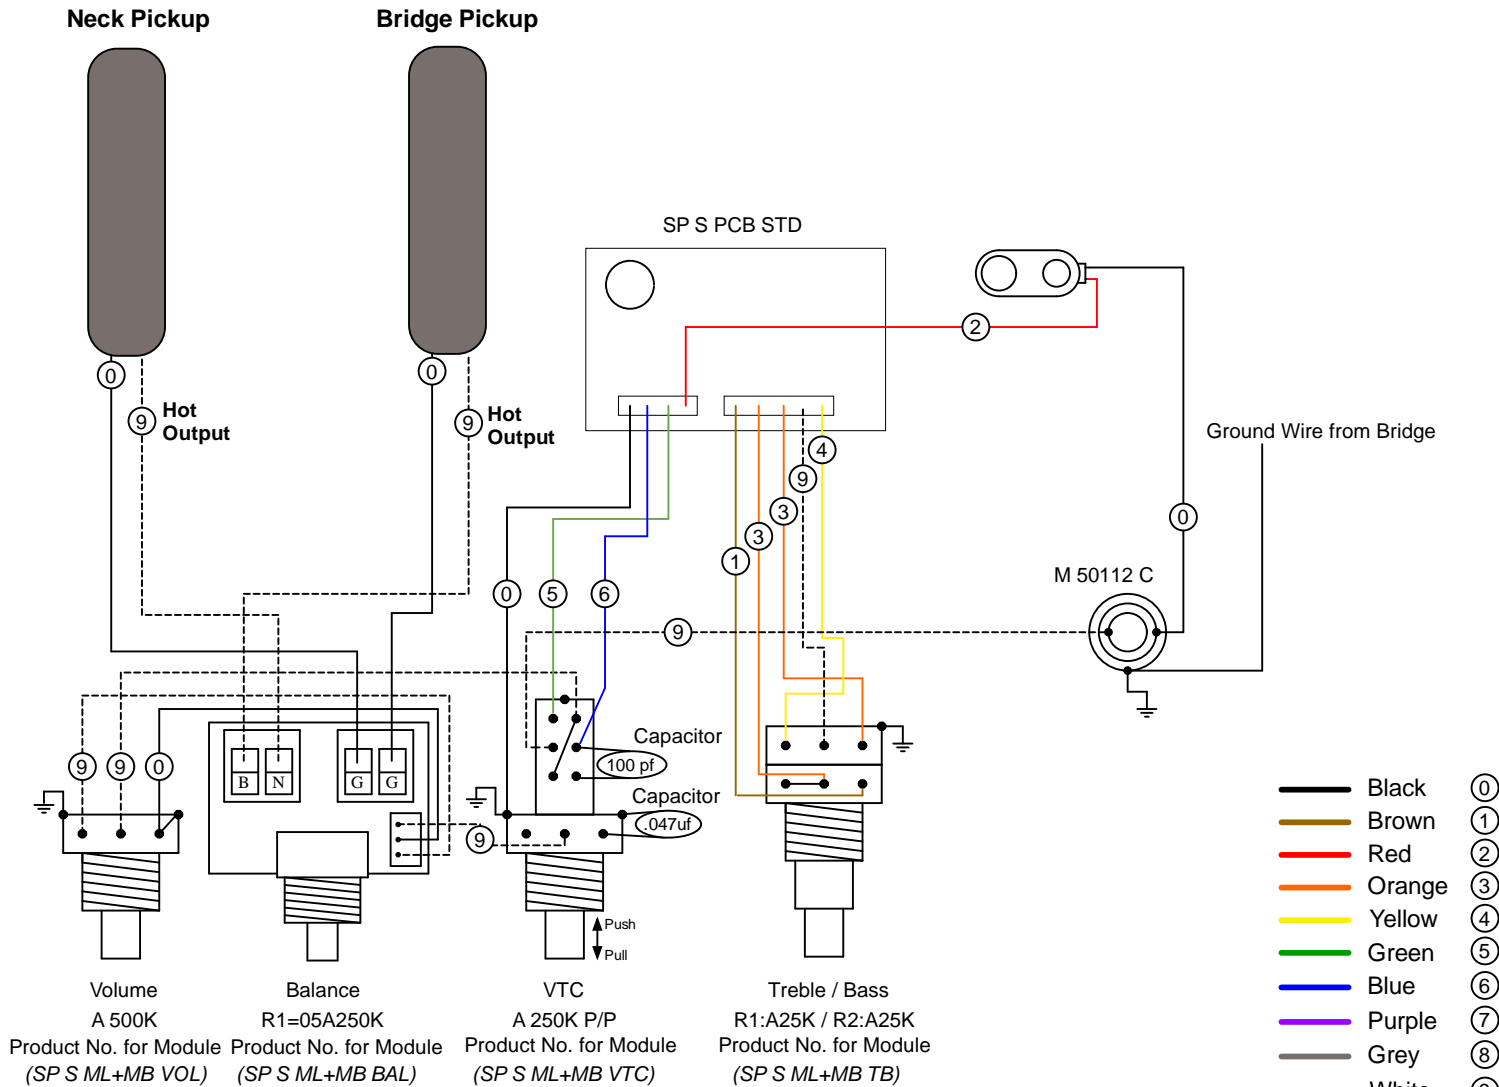 Neck Pickup
Bridge Pickup
SP S PCB STD
2
0
0
9
Hot
Output
9
Hot
Output
4
9
3
3
1
Ground Wire from Bridge
0
M 50112 C
0
5
6
9
9
9
0
B
N
G
G
Capacitor
100 pf
Capacitor
.047uf
9
Push
Pull
Volume
A 500K
Product No. for Module
(SP S ML+MB VOL)
Balance
R1=05A250K
Product No. for Module
(SP S ML+MB BAL)
VTC
A 250K P/P
Product No. for Module
(SP S ML+MB VTC)
Treble / Bass
R1:A25K / R2:A25K
Product No. for Module
(SP S ML+MB TB)
Black 0
Brown 1
Red 2
Orange 3
Yellow 4
Green 5
Blue 6
Purple 7
Grey 8
White 9